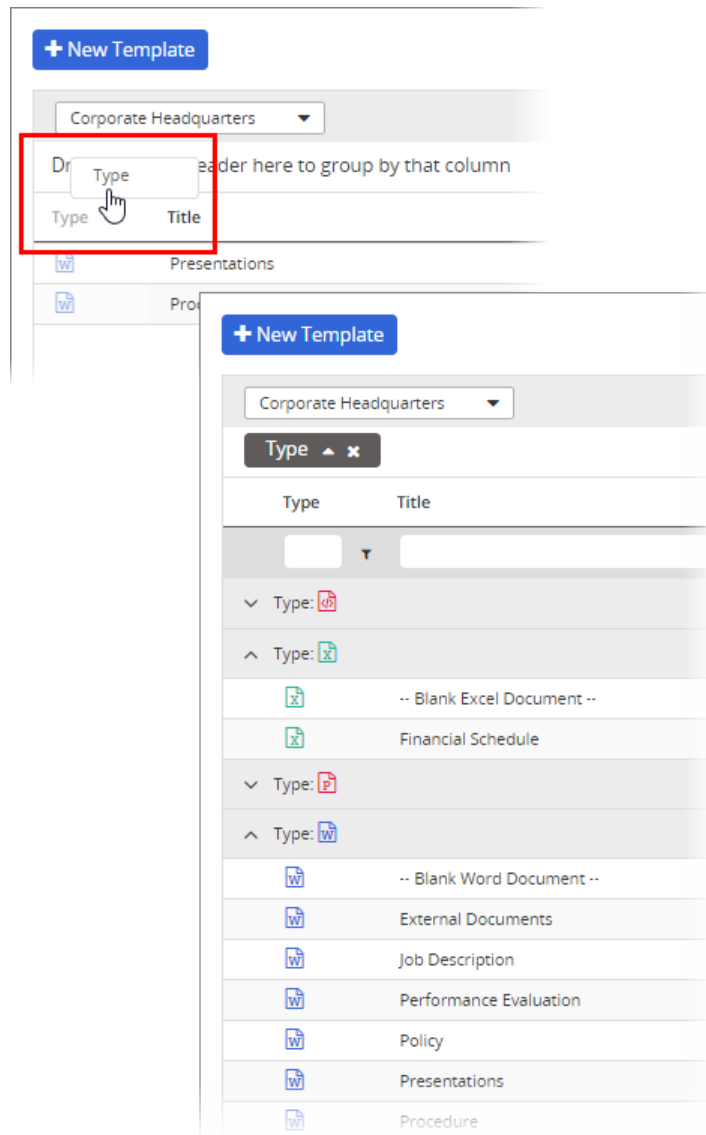 New Template
Corporate Headquarters
Dr
Type
eader here to group by that column
Type Title
Presentations
New Template
Corporate Headquarters
Type
Type Title
Type:
Type:
-- Blank Excel Document --
Financial Schedule
Type:
Type:
-- Blank Word Document --
External Documents
Job Description
Performance Evaluation
Policy
Presentations
Procedure